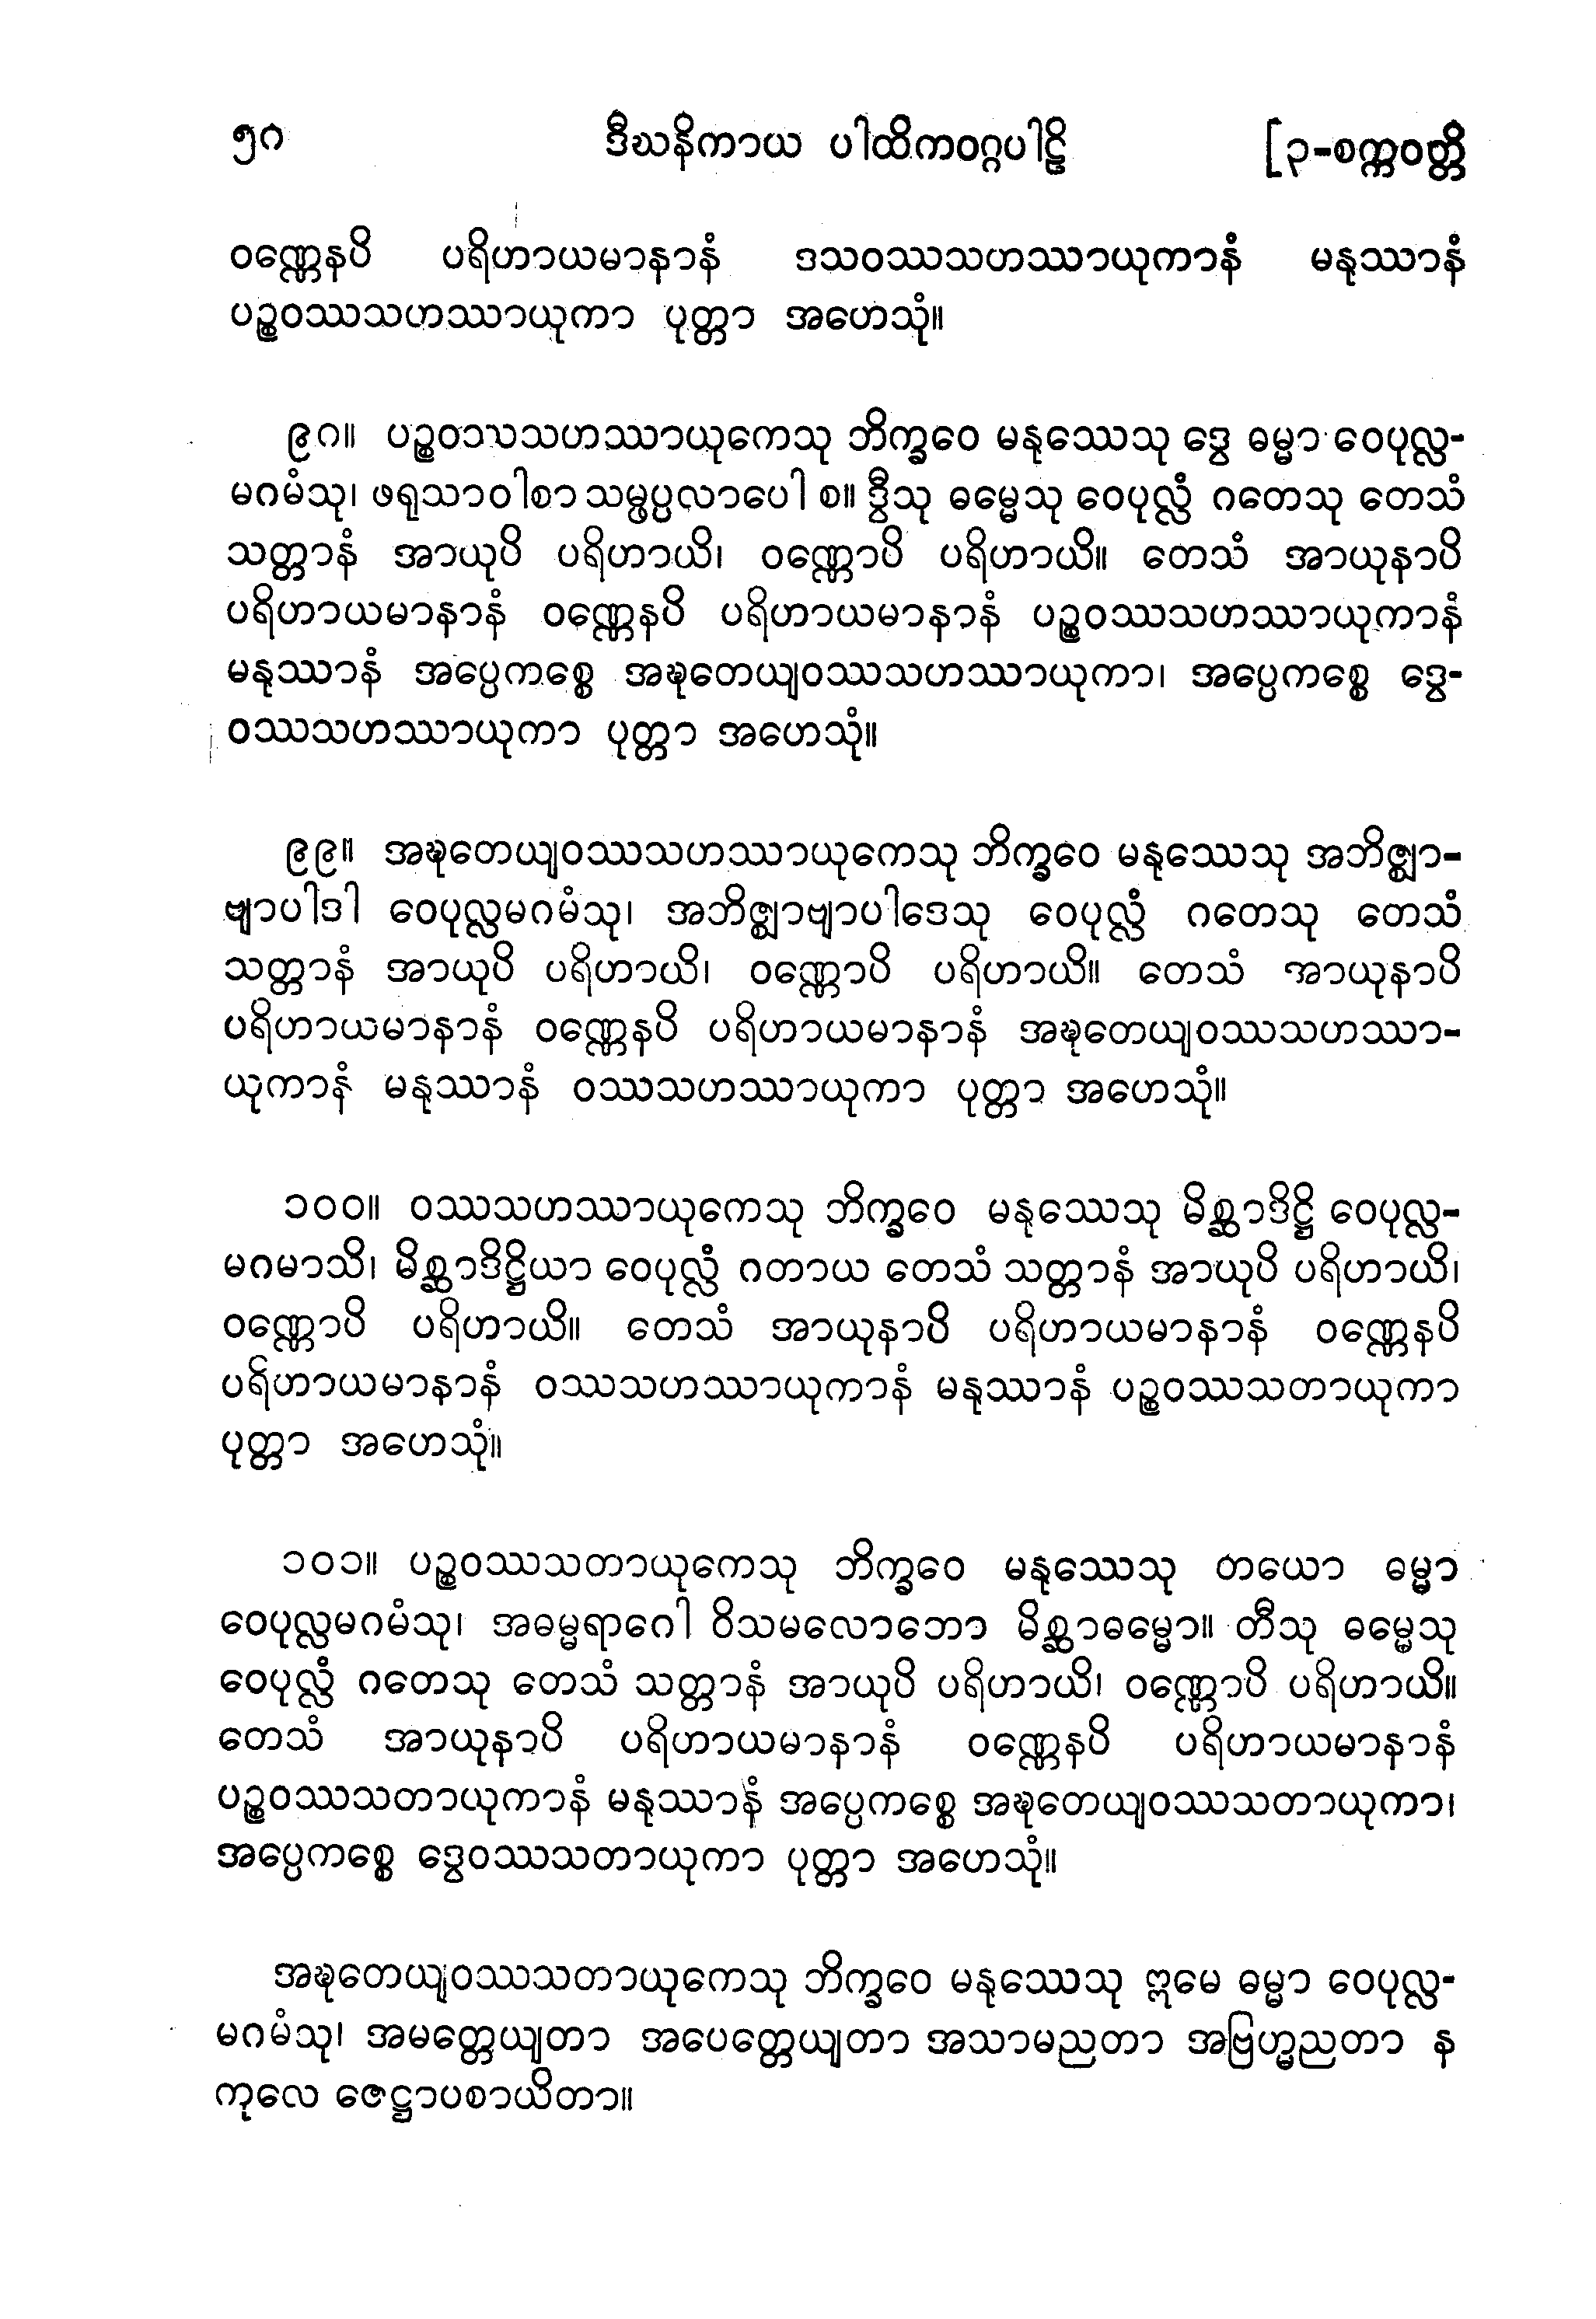 ၅၈ ဒီဃနိကာယ ပါထိကဝဂ္ဂပါဠိ [၃-စက္ကဝတ္တိ
ဝဏ္ဏေနပိ ပရိဟာယမာနာနံ ဒသဝဿသဟဿာယုကာနံ မနုဿာနံ
ပဉ္စဝဿသဟဿာယုကာ ပုတ္တာ အဟေသုံ။
၉၈။ ပဉ္စဝဿသဟဿာယုကေသု ဘိက္ခဝေ မနုဿေသု ဒွေ ဓမ္မာ ဝေပုလ္လ-
မဂမံသု၊ ဖရုသာဝါစာ သမ္ဖပ္ပလာပေါ စ။ ဒွီသု ဓမ္မေသု ဝေပုလ္လံ ဂတေသု တေသံ
သတ္တာနံ အာယုပိ ပရိဟာယိ၊ ဝဏ္ဏောပိ ပရိဟာယိ။ တေသံ အာယုနာပိ
ပရိဟာယမာနာနံ ဝဏ္ဏေနပိ ပရိဟာယမာနာနံ ပဉ္စဝဿသဟဿာယုကာနံ
မနုဿာနံ အပ္ပေကစ္စေ အဍ္ဎတေယျဝဿသဟဿာယုကာ၊ အပ္ပေကစ္စေ ဒွေ-
ဝဿသဟဿာယုကာ ပုတ္တာ အဟေသုံ။
၉၉။ အဍ္ဎတေယျဝဿသဟဿာယုကေသု ဘိက္ခဝေ မနုဿေသု အဘိဇ္ဈာ-
ဗျာပါဒါ ဝေပုလ္လမဂမံသု၊ အဘိဇ္ဈာဗျာပါဒေသု ဝေပုလ္လံ ဂတေသု တေသံ
သတ္တာနံ အာယုပိ ပရိဟာယိ၊ ဝဏ္ဏောပိ ပရိဟာယိ။ တေသံ အာယုနာပိ
ပရိဟာယမာနာနံ ဝဏ္ဏေနပိ ပရိဟာယမာနာနံ အဍ္ဎတေယျဝဿသဟဿာ-
ယုကာနံ မနုဿာနံ ဝဿသဟဿာယုကာ ပုတ္တာ အဟေသုံ။
၁၀၀။ ဝဿသဟဿာယုကေသု ဘိက္ခဝေ မနုဿေသု မိစ္ဆာဒိဋ္ဌိ ဝေပုလ္လ-
မဂမာသိ၊ မိစ္ဆာဒိဋ္ဌိယာ ဝေပုလ္လံ ဂတာယ တေသံ သတ္တာနံ အာယုပိ ပရိဟာယိ၊
ဝဏ္ဏောပိ ပရိဟာယိ။ တေသံ အာယုနာပိ ပရိဟာယမာနာနံ ဝဏ္ဏေနပိ
ပရိဟာယမာနာနံ ဝဿသဟဿာယုကာနံ မနုဿာနံ ပဉ္စဝဿသတာယုကာ
ပုတ္တာ အဟေသုံ။
၁၀၁။ ပဉ္စဝဿသတာယုကေသု ဘိက္ခဝေ မနုဿေသု တယော ဓမ္မာ
ဝေပုလ္လမဂမံသု၊ အဓမ္မရာဂေါ ဝိသမလောဘော မိစ္ဆာဓမ္မော။ တီသု ဓမ္မေသု
ဝေပုလ္လံ ဂတေသု တေသံ သတ္တာနံ အာယုပိ ပရိဟာယိ၊ ဝဏ္ဏောပိ ပရိဟာယိ။
တေသံ အာယုနာပိ ပရိဟာယမာနာနံ ဝဏ္ဏေနပိ ပရိဟာယမာနာနံ
ပဉ္စဝဿသတာယုကာနံ မနုဿာနံ အပ္ပေကစ္စေ အဍ္ဎတေယျဝဿသတာယုကာ၊
အပ္ပေကစ္စေ ဒွေဝဿသတာယုကာ ပုတ္တာ အဟေသုံ။
အဍ္ဎတေယျဝဿသတာယုကေသု ဘိက္ခဝေ မနုဿေသု ဣမေ ဓမ္မာ ဝေပုလ္လ-
မဂမံသု၊ အမတ္တေယျတာ အပေတ္တေယျတာ အသာမညတာ အဗြဟ္မညတာ န
ကုလေ ဇေဋ္ဌာပစာယိတာ။